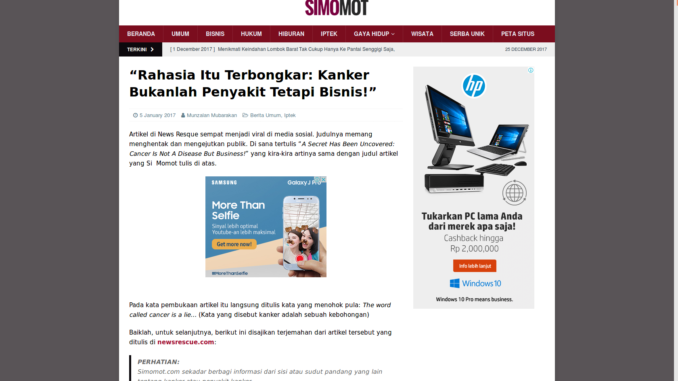 SIMOMOT
BERANDA UMUM BISNIS HUKUM HIBURAN IPTEK GAYA HIDUP WISATA SERBA UNIK PETA SITUS
TERKINI [ 1 December 2017 ] Menikmati Keindahan Lombok Barat Tak Cukup Hanya Ke Pantai Senggigi Saja, 25 DECEMBER 2017
“Rahasia Itu Terbongkar: Kanker
Bukanlah Penyakit Tetapi Bisnis!”
5 January 2017 Munzalan Mubarakan Berita Umum, Iptek
Artikel di News Resque sempat menjadi viral di media sosial. Judulnya memang
menghentak dan mengejutkan publik. Di sana tertulis “A Secret Has Been Uncovered:
Cancer Is Not A Disease But Business!” yang kira-kira artinya sama dengan judul artikel
yang Si Momot tulis di atas.
SAMSUNG Galaxy J Pro
More Than
Selfie
Sinyal lebih optimal
Youtube-an lebih maksimal
Get more now!
#MoreThanSelfie
Pada kata pembukaan artikel itu langsung ditulis kata yang menohok pula: The word
called cancer is a lie... (Kata yang disebut kanker adalah sebuah kebohongan)
Baiklah, untuk selanjutnya, berikut ini disajikan terjemahan dari artikel tersebut yang
ditulis di newsrescue.com:
PERHATIAN:
Simomot.com sekadar berbagi informasi dari sisi atau sudut pandang yang lain
tentang kanker atau penyakit kanker
hp
Tukarkan PC lama Anda
dari merek apa saja!
Cashback hingga
Rp 2,000,000
Info lebih lanjut
Windows 10
Windows 10 Pro means business.